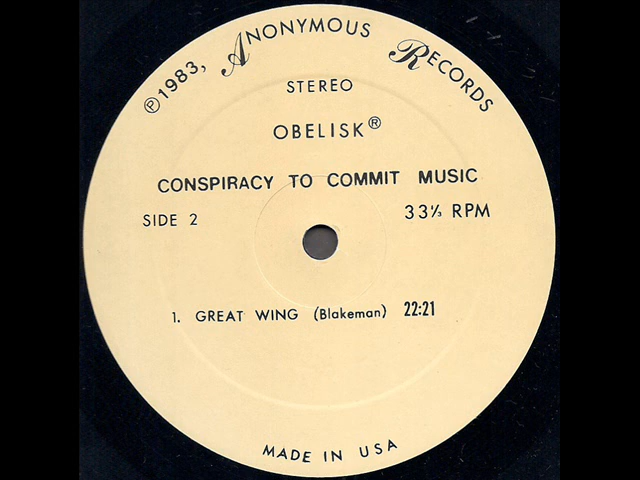 ℗1983, ANONYMOUS RECORDS
STEREO
OBELISK®
CONSPIRACY TO COMMIT MUSIC
SIDE 2 33⅓ RPM
1. GREAT WING (Blakeman) 22:21
MADE IN USA